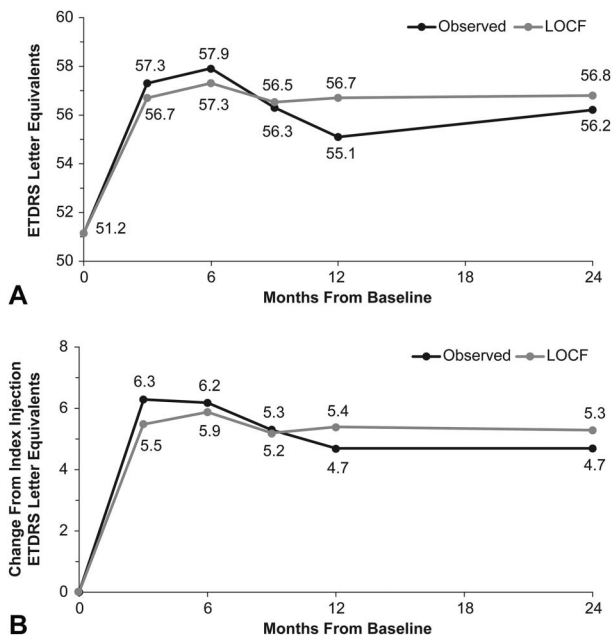 60
Observed LOCF
58
57.3
57.9
56.5
56.7
56.8
56
56.7
57.3
56.3
55.1
56.2
54
52
51.2
50
0 6 12 18 24
ETDRS Letter Equivalents
Months From Baseline
A
8
Observed LOCF
6.3
6.2
5.3
5.4
5.3
6
5.5
5.9
5.2
4.7
4.7
4
2
0
0 6 12 18 24
Change From Index Injection
ETDRS Letter Equivalents
Months From Baseline
B